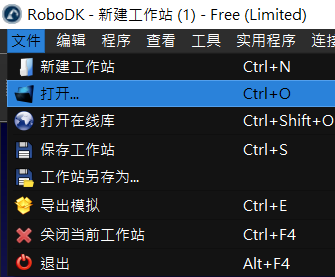 RoboDK - 新建工作站 (1) - Free (Limited)
文件 编辑 程序 查看 工具 实用程序 连接
新建工作站 Ctrl+N
打开... Ctrl+O
打开在线库 Ctrl+Shift+O
保存工作站 Ctrl+S
工作站另存为...
导出模拟 Ctrl+E
关闭当前工作站 Ctrl+F4
退出 Alt+F4